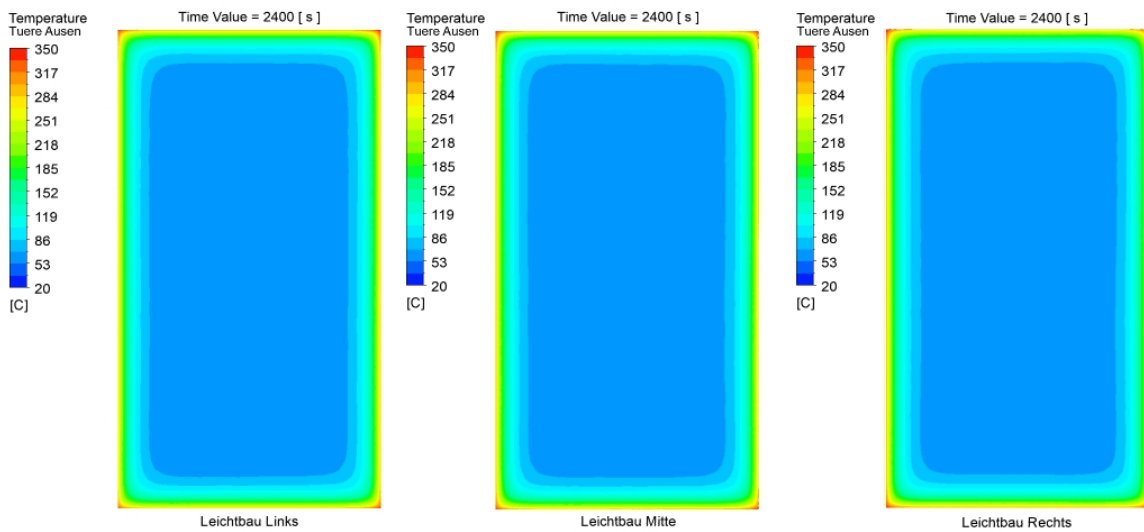 Temperature
Tuere Ausen
Time Value = 2400 [ s ]
350
317
284
251
218
185
152
119
86
53
20
[C]
Leichtbau Links
Temperature
Tuere Ausen
Time Value = 2400 [ s ]
350
317
284
251
218
185
152
119
86
53
20
[C]
Leichtbau Mitte
Temperature
Tuere Ausen
Time Value = 2400 [ s ]
350
317
284
251
218
185
152
119
86
53
20
[C]
Leichtbau Rechts